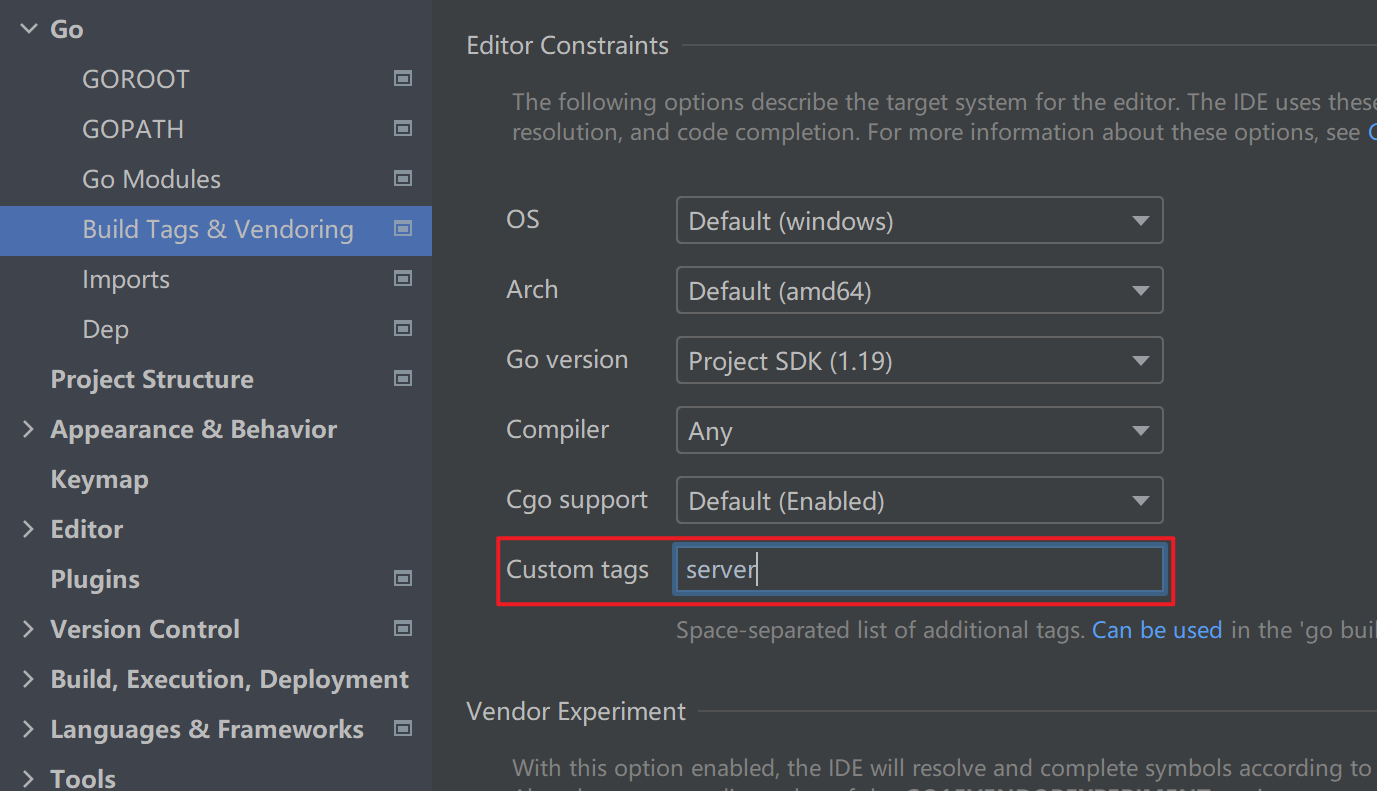 Go
GOROOT
GOPATH
Go Modules
Build Tags & Vendoring
Imports
Dep
Project Structure
Appearance & Behavior
Keymap
Editor
Plugins
Version Control
Build, Execution, Deployment
Languages & Frameworks
Tools
Editor Constraints
The following options describe the target system for the editor. The IDE uses these
resolution, and code completion. For more information about these options, see
OS Default (windows)
Arch Default (amd64)
Go version Project SDK (1.19)
Compiler Any
Cgo support Default (Enabled)
Custom tags server
Space-separated list of additional tags. Can be used in the 'go buil
Vendor Experiment
With this option enabled, the IDE will resolve and complete symbols according to